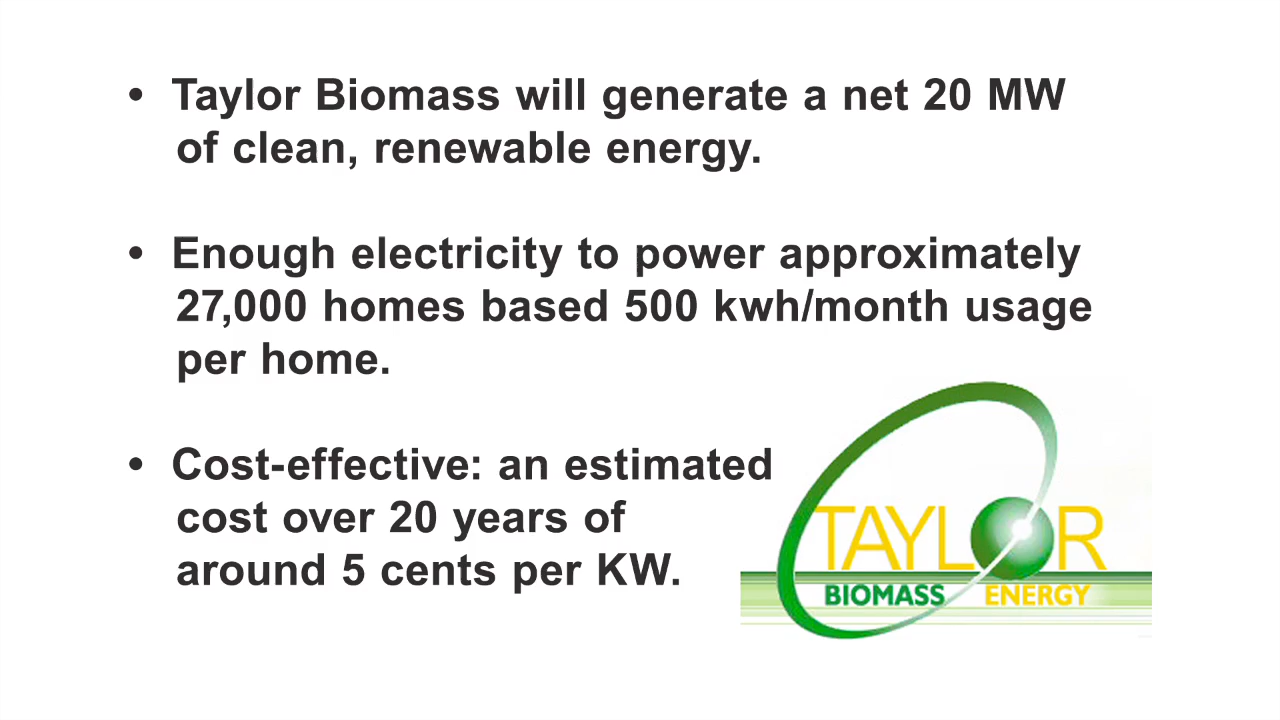 • Taylor Biomass will generate a net 20 MW
of clean, renewable energy.
• Enough electricity to power approximately
27,000 homes based 500 kwh/month usage
per home.
• Cost-effective: an estimated
cost over 20 years of
around 5 cents per KW.
TAYLOR
BIOMASS ENERGY